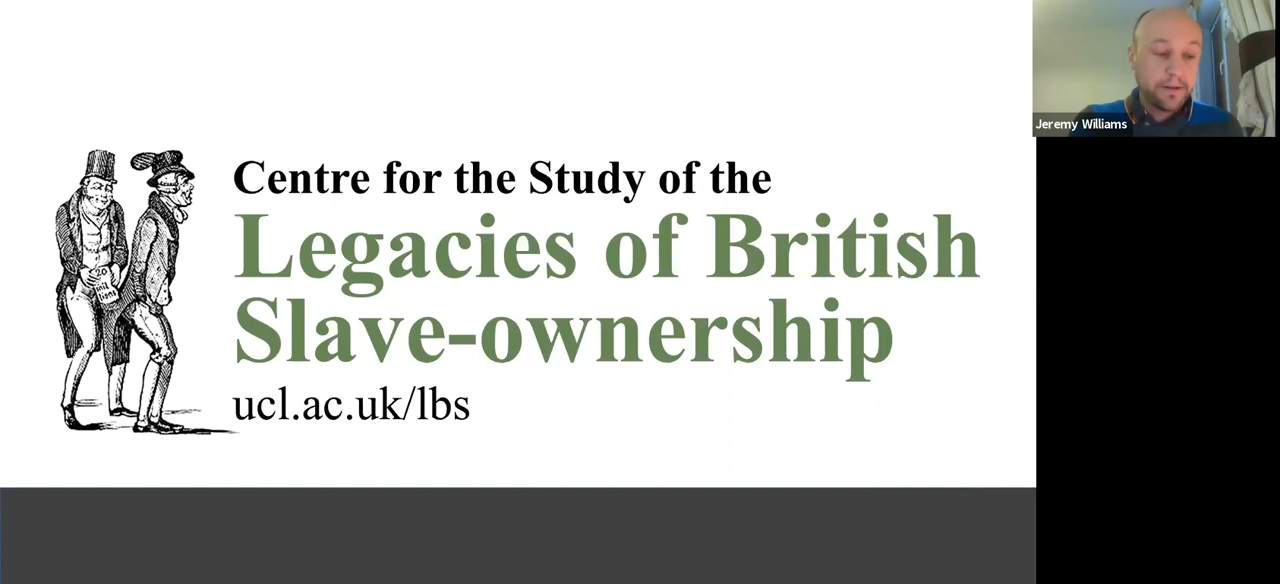 Centre for the Study of the
Legacies of British
Slave-ownership
ucl.ac.uk/lbs
Jeremy Williams